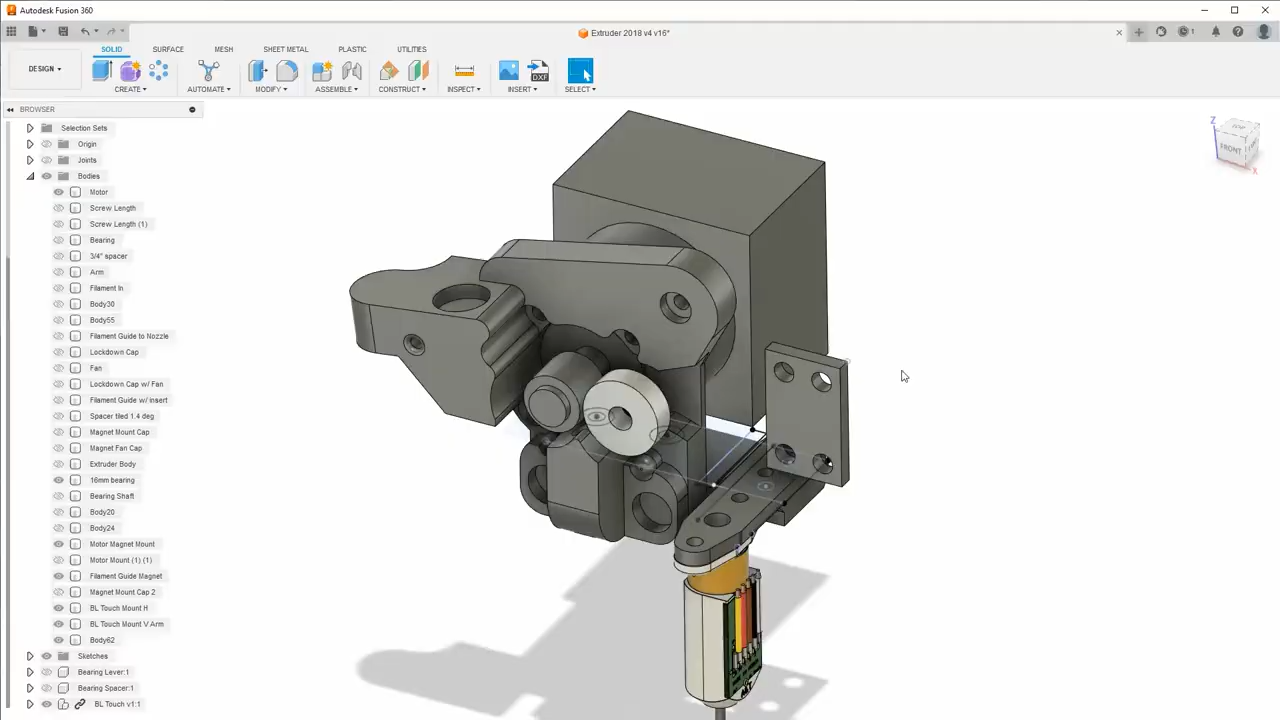 Autodesk Fusion 360
Extruder 2018 v4 v16*
1
SOLID SURFACE MESH SHEET METAL PLASTIC UTILITIES
DESIGN
CREATE AUTOMATE MODIFY ASSEMBLE CONSTRUCT INSPECT INSERT SELECT
DXF
BROWSER
Selection Sets
Origin
Joints
Bodies
Motor
Screw Length
Screw Length (1)
Bearing
3/4" spacer
Arm
Filament In
Body30
Body55
Filament Guide to Nozzle
Lockdown Cap
Fan
Lockdown Cap w/ Fan
Filament Guide w/ insert
Spacer tiled 1.4 deg
Magnet Mount Cap
Magnet Fan Cap
Extruder Body
16mm bearing
Bearing Shaft
Body20
Body24
Motor Magnet Mount
Motor Mount (1) (1)
Filament Guide Magnet
Magnet Mount Cap 2
BL Touch Mount H
BL Touch Mount V Arm
Body62
Sketches
Bearing Lever:1
Bearing Spacer:1
BL Touch v1:1
Z
TOP
FRONT
X